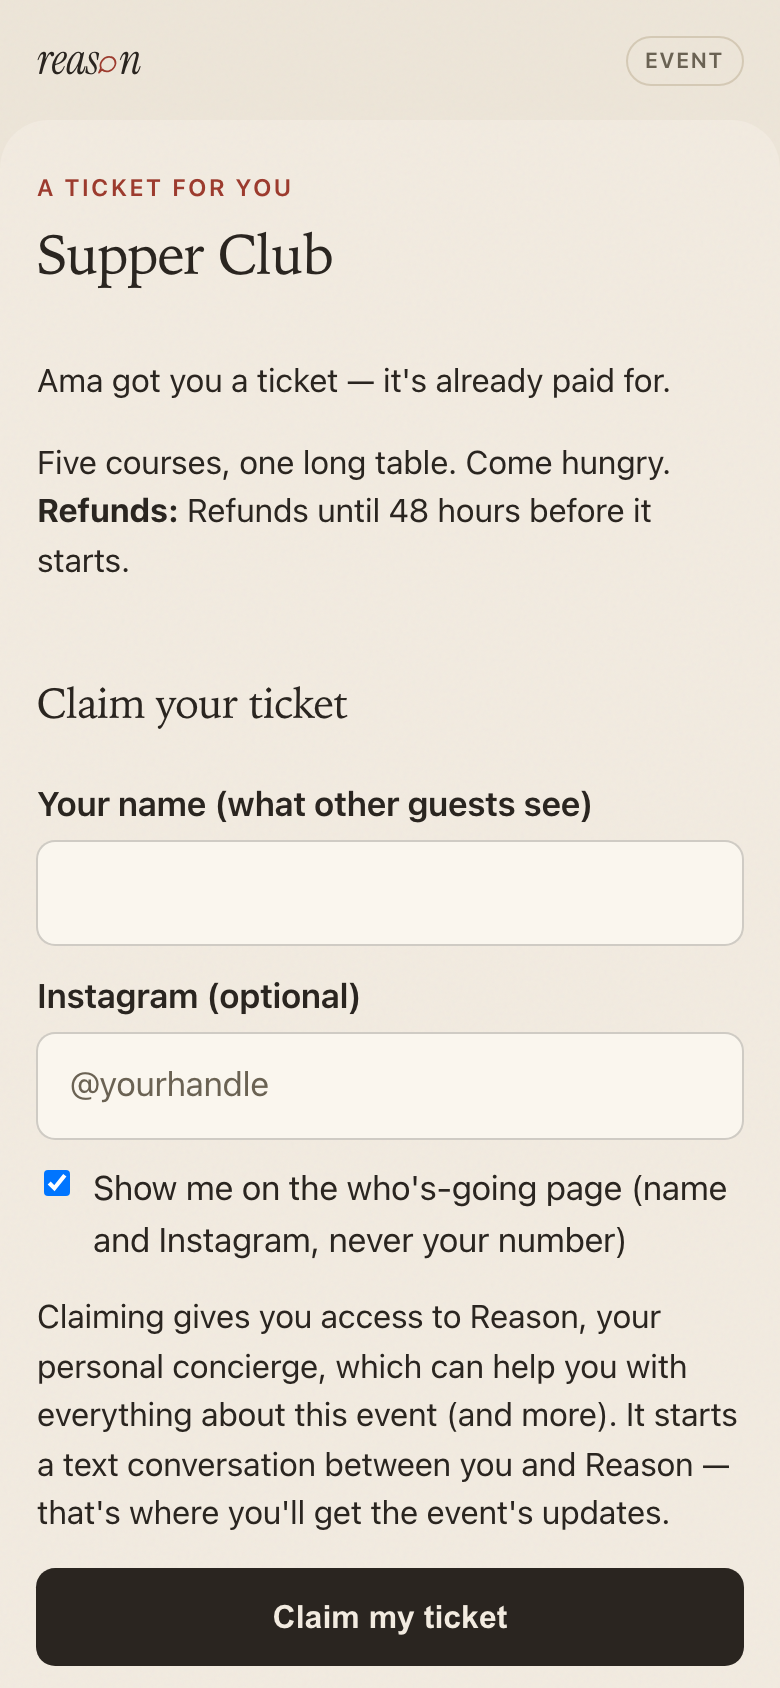 reason
EVENT
A TICKET FOR YOU
Supper Club
Ama got you a ticket — it's already paid for.
Five courses, one long table. Come hungry.
Refunds: Refunds until 48 hours before it
starts.
Claim your ticket
Your name (what other guests see)
Instagram (optional)
@yourhandle
Show me on the who's-going page (name
and Instagram, never your number)
Claiming gives you access to Reason, your
personal concierge, which can help you with
everything about this event (and more). It starts
a text conversation between you and Reason —
that's where you'll get the event's updates.
Claim my ticket